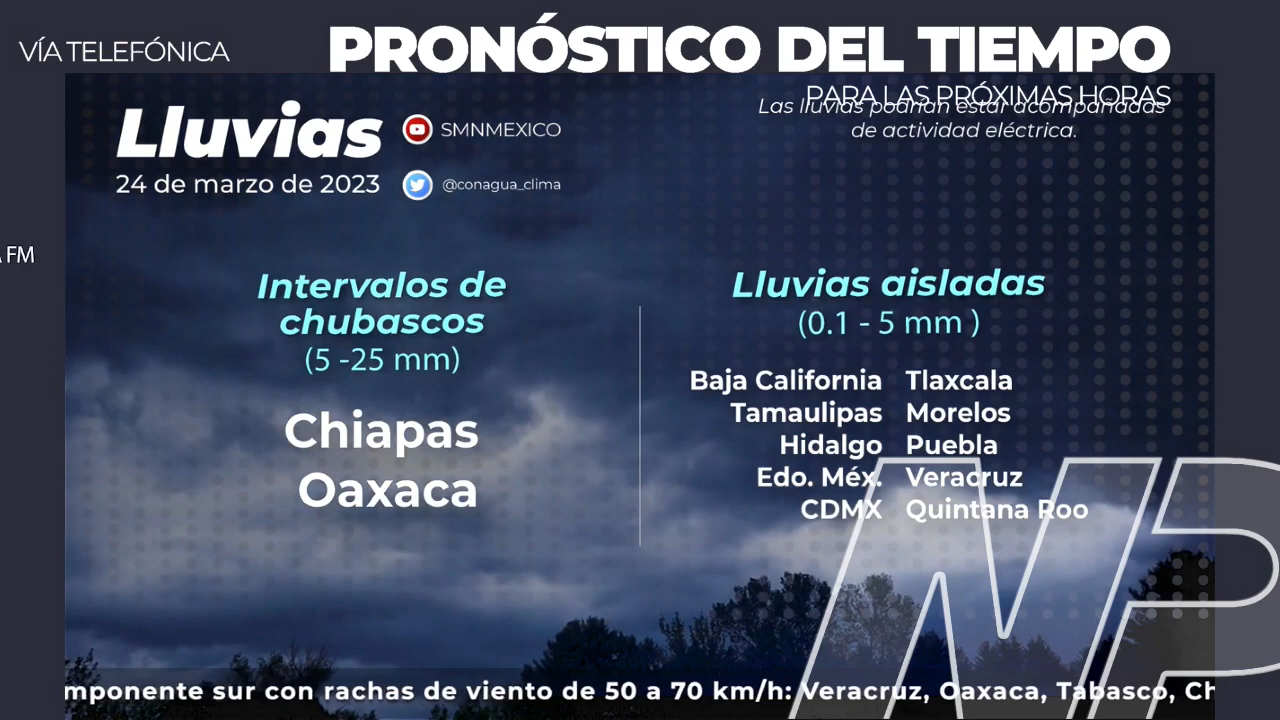 VÍA TELEFÓNICA
PRONÓSTICO DEL TIEMPO
PARA LAS PRÓXIMAS HORAS
Las lluvias podrían estar acompañadas
de actividad eléctrica.
Lluvias
24 de marzo de 2023
SMNMEXICO
@conagua_clima
FM
Intervalos de
chubascos
(5 -25 mm)
Chiapas
Oaxaca
Lluvias aisladas
(0.1 - 5 mm )
Baja California Tlaxcala
Tamaulipas Morelos
Hidalgo Puebla
Edo. Méx. Veracruz
CDMX Quintana Roo
NP
mponente sur con rachas de viento de 50 a 70 km/h: Veracruz, Oaxaca, Tabasco, Ch